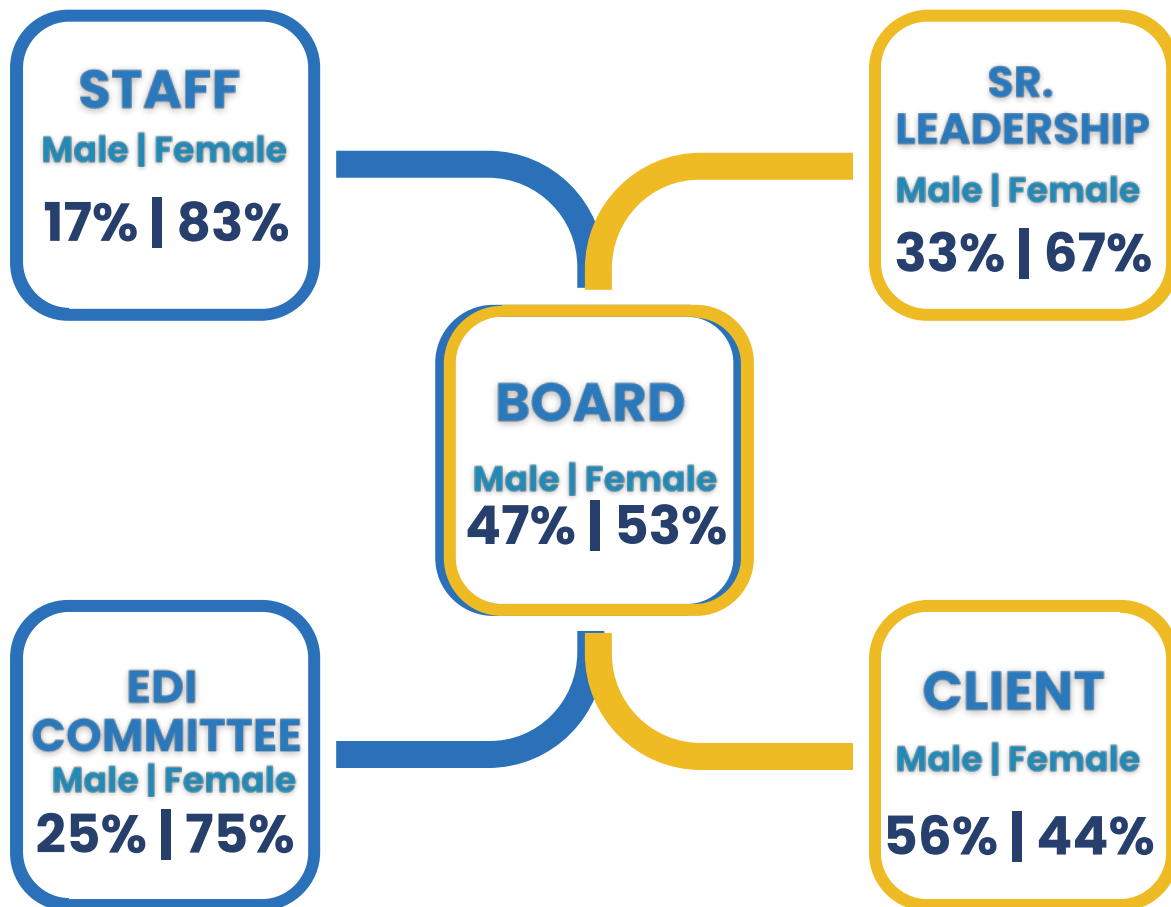 STAFF
Male | Female
17% | 83%
SR.
LEADERSHIP
Male | Female
33% | 67%
BOARD
Male | Female
47% | 53%
EDI
COMMITTEE
Male | Female
25% | 75%
CLIENT
Male | Female
56% | 44%